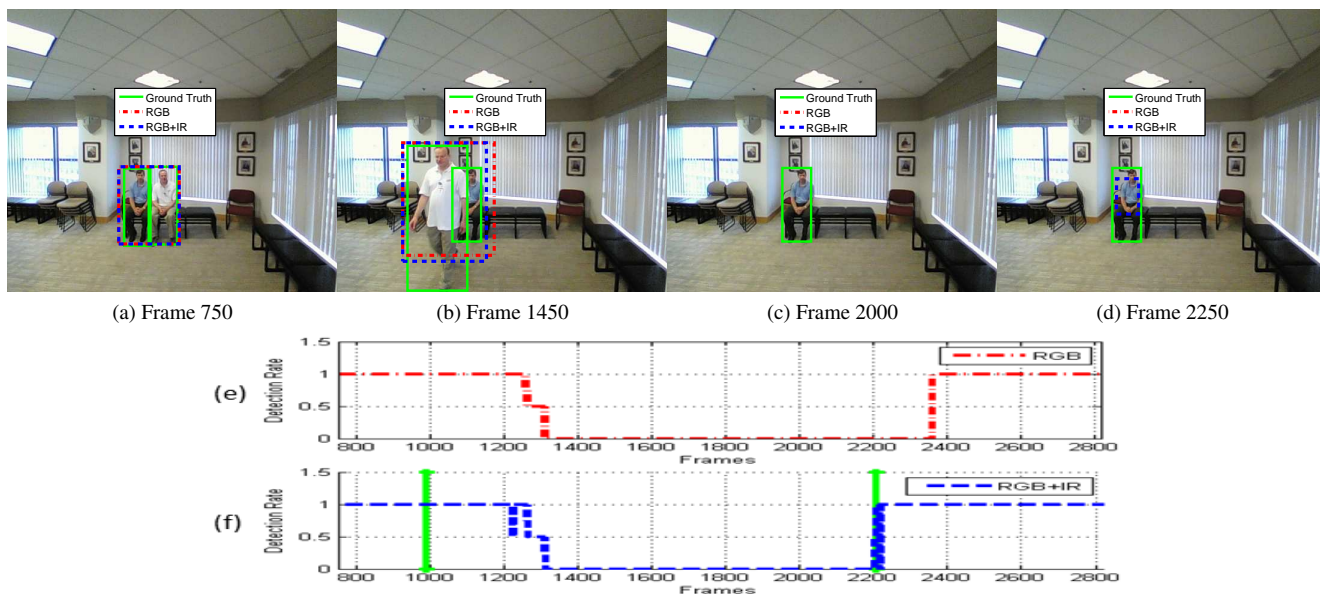 Ground Truth
RGB
RGB+IR
Ground Truth
RGB
RGB+IR
Ground Truth
RGB
RGB+IR
Ground Truth
RGB
RGB+IR
(a) Frame 750
(b) Frame 1450
(c) Frame 2000
(d) Frame 2250
(e)
Detection Rate
1.5
1
0.5
0
RGB
800 1000 1200 1400 1600 1800 2000 2200 2400 2600 2800
Frames
(f)
Detection Rate
1.5
1
0.5
0
RGB+IR
800 1000 1200 1400 1600 1800 2000 2200 2400 2600 2800
Frames